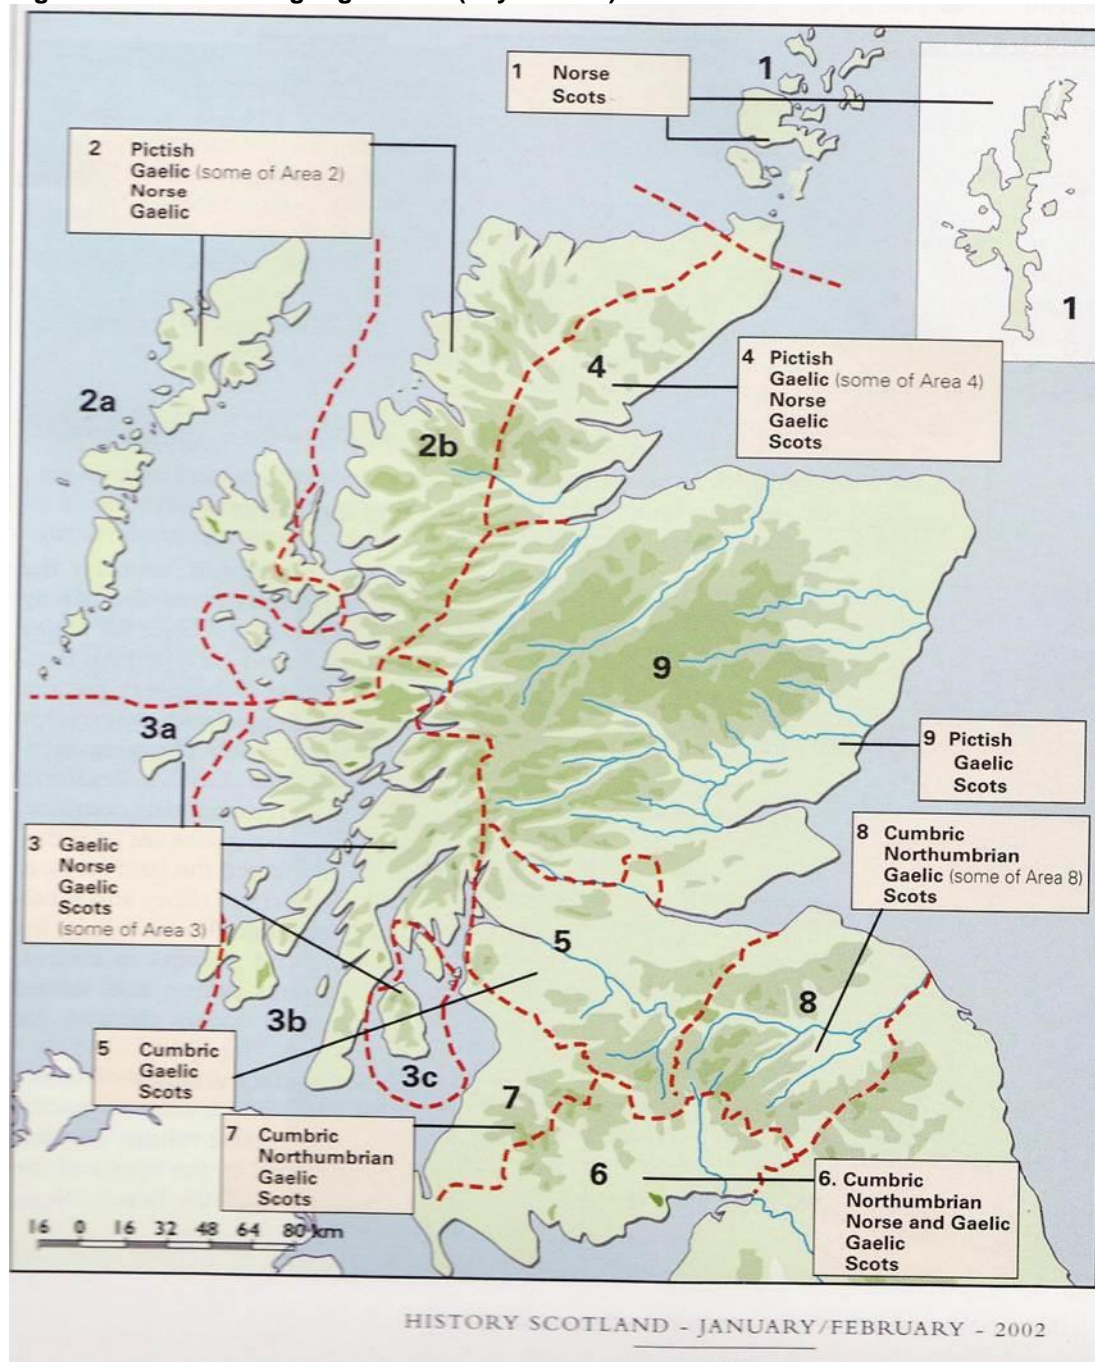 1 Norse
Scots
1
1
2 Pictish
Gaelic (some of Area 2)
Norse
Gaelic
2a
2b
4
4 Pictish
Gaelic (some of Area 4)
Norse
Gaelic
Scots
9
3a
9 Pictish
Gaelic
Scots
3 Gaelic
Norse
Gaelic
Scots
(some of Area 3)
8 Cumbric
Northumbrian
Gaelic (some of Area 8)
Scots
5
8
3b
5 Cumbric
Gaelic
Scots
3c
7
7 Cumbric
Northumbrian
Gaelic
Scots
6
6. Cumbric
Northumbrian
Norse and Gaelic
Gaelic
Scots
16 0 16 32 48 64 80 km
HISTORY SCOTLAND - JANUARY/FEBRUARY - 2002